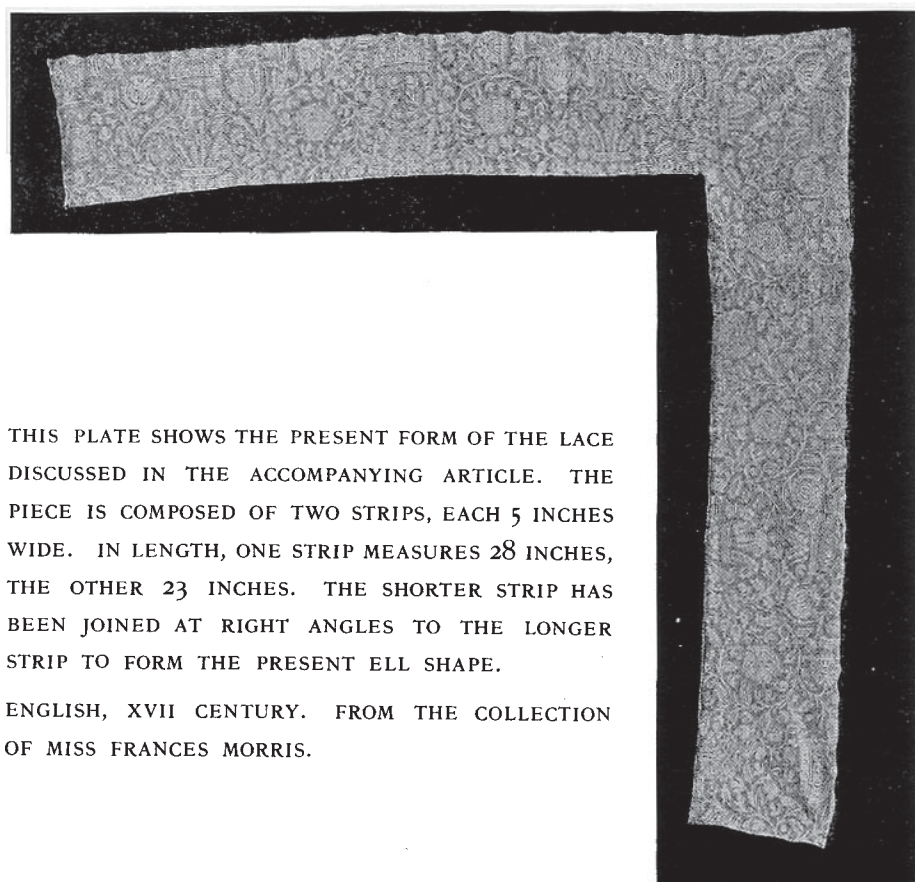 THIS PLATE SHOWS THE PRESENT FORM OF THE LACE
DISCUSSED IN THE ACCOMPANYING ARTICLE. THE
PIECE IS COMPOSED OF TWO STRIPS, EACH 5 INCHES
WIDE. IN LENGTH, ONE STRIP MEASURES 28 INCHES,
THE OTHER 23 INCHES. THE SHORTER STRIP HAS
BEEN JOINED AT RIGHT ANGLES TO THE LONGER
STRIP TO FORM THE PRESENT ELL SHAPE.
ENGLISH, XVII CENTURY. FROM THE COLLECTION
OF MISS FRANCES MORRIS.